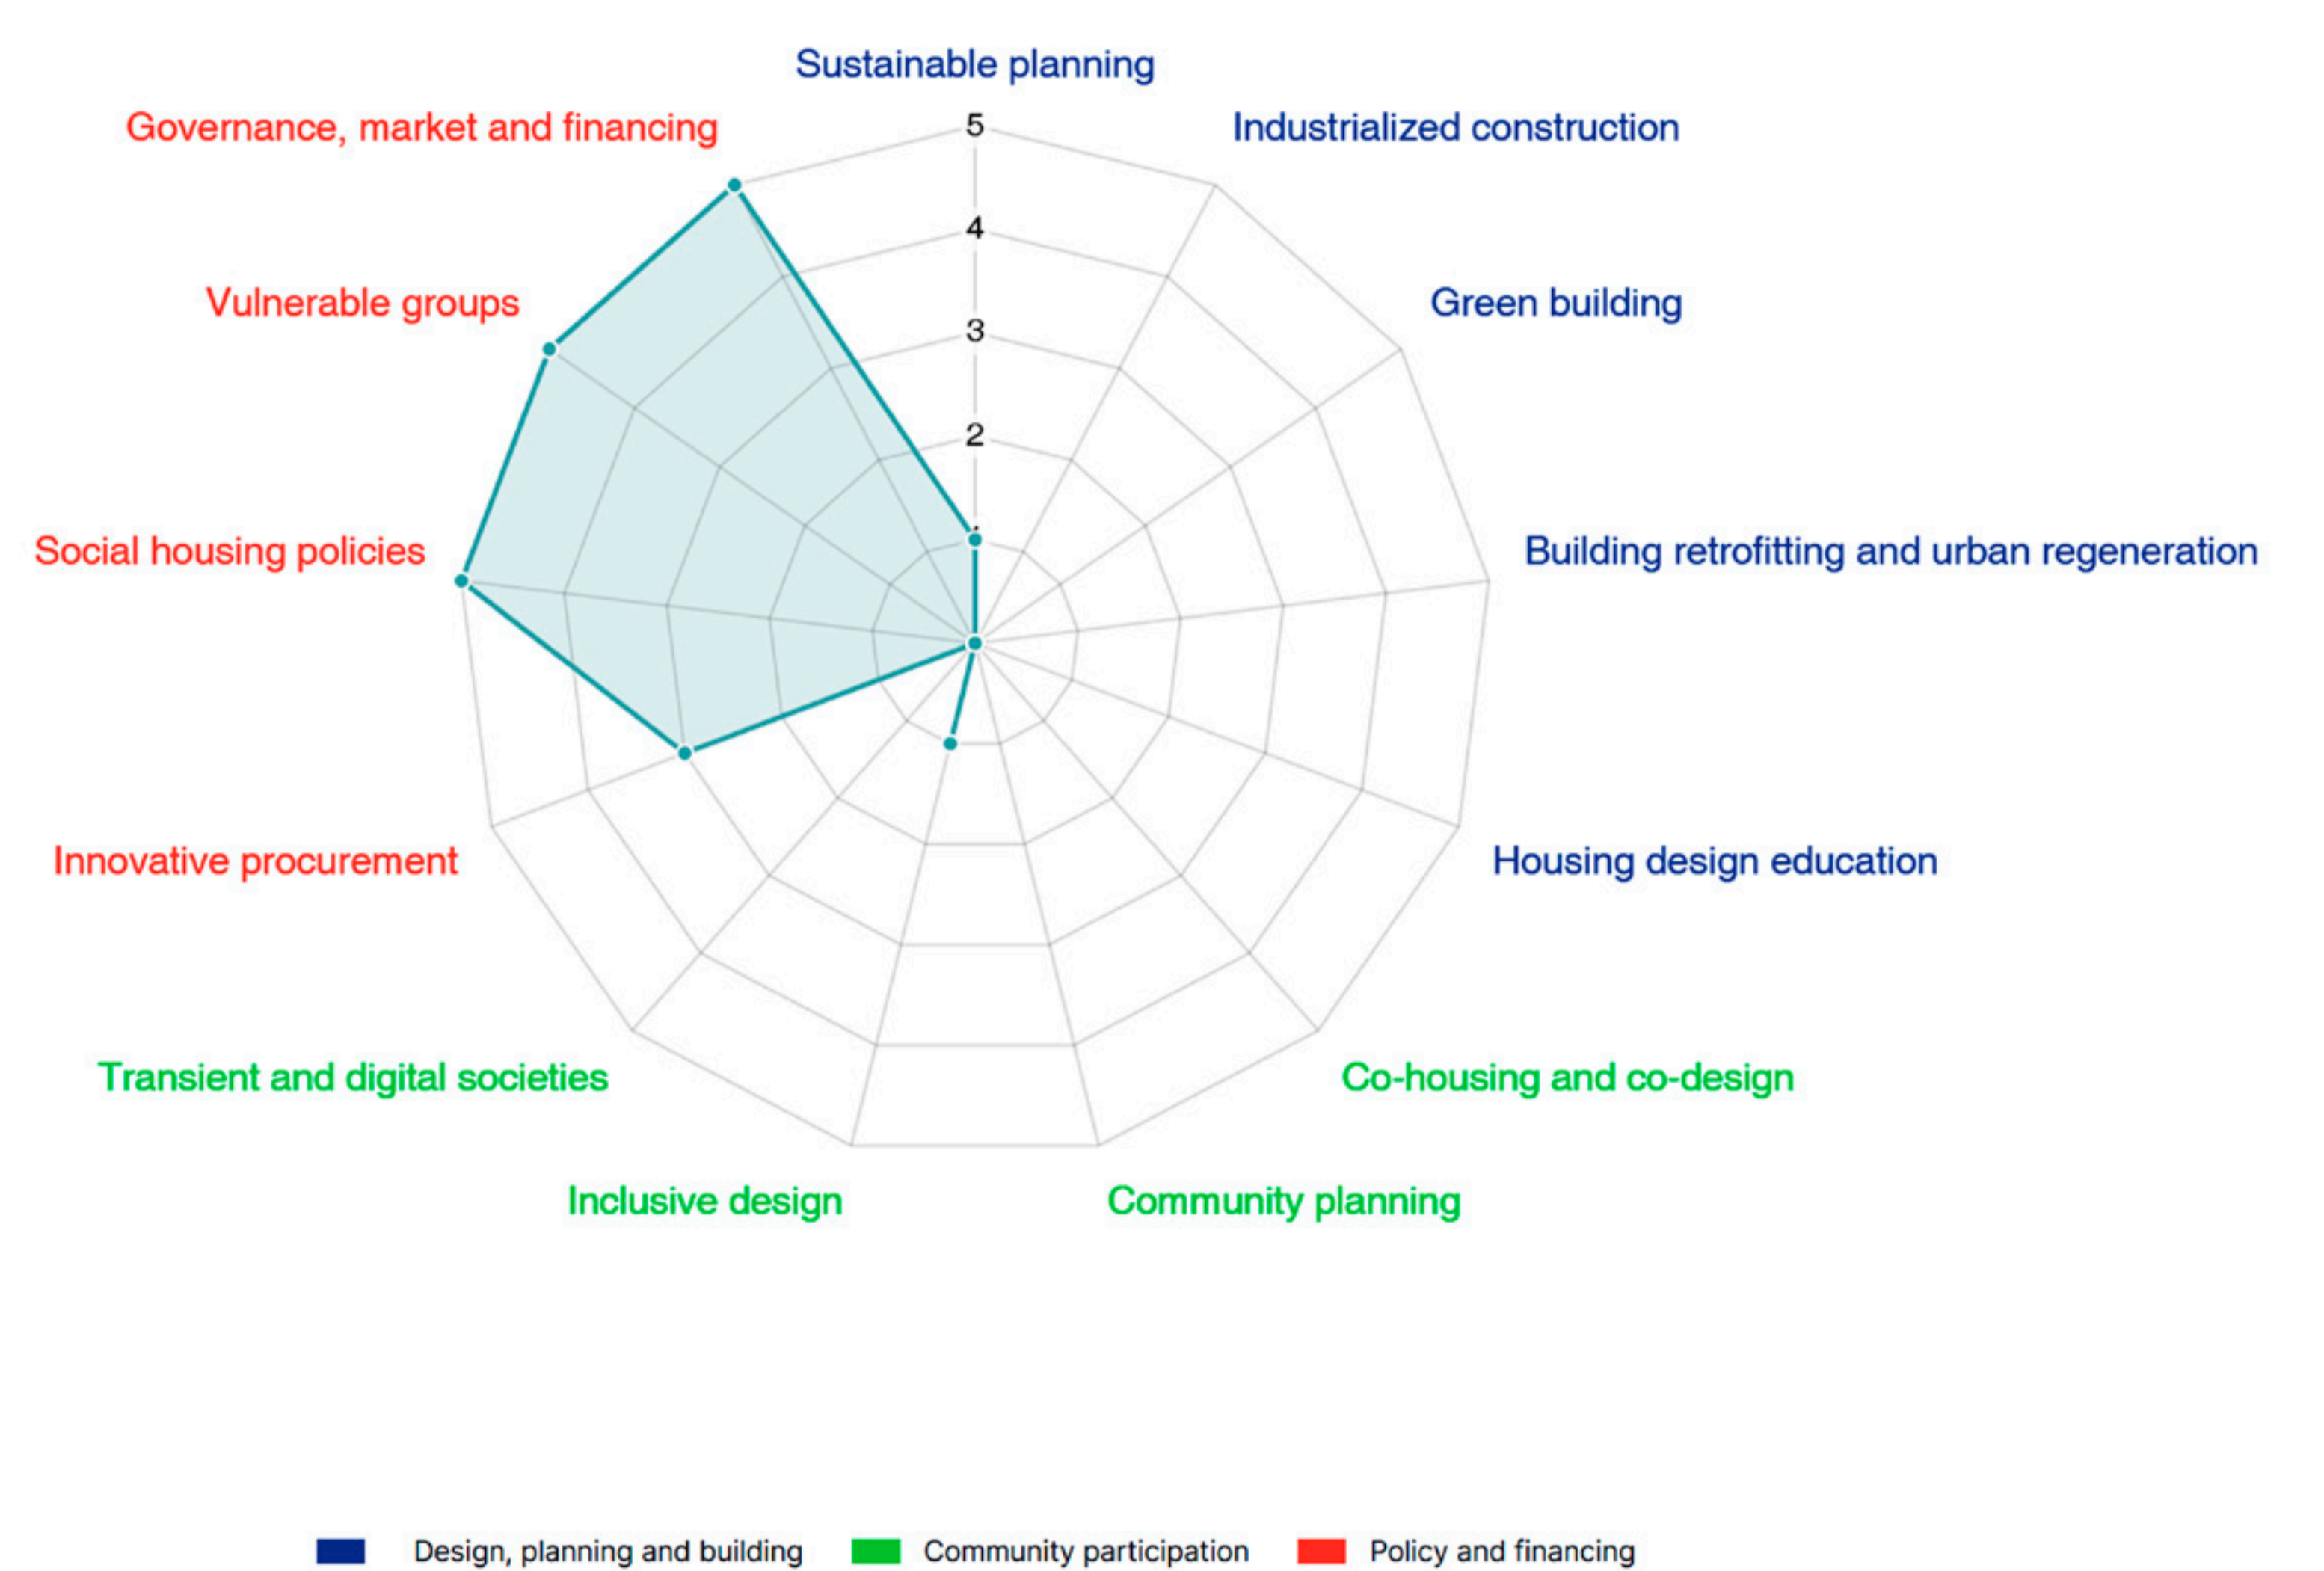 Sustainable planning
Governance, market and financing
5
Industrialized construction
4
Vulnerable groups
Green building
3
2
Social housing policies
Building retrofitting and urban regeneration
Innovative procurement
Housing design education
Transient and digital societies
Co-housing and co-design
Inclusive design
Community planning
Design, planning and building
Community participation
Policy and financing